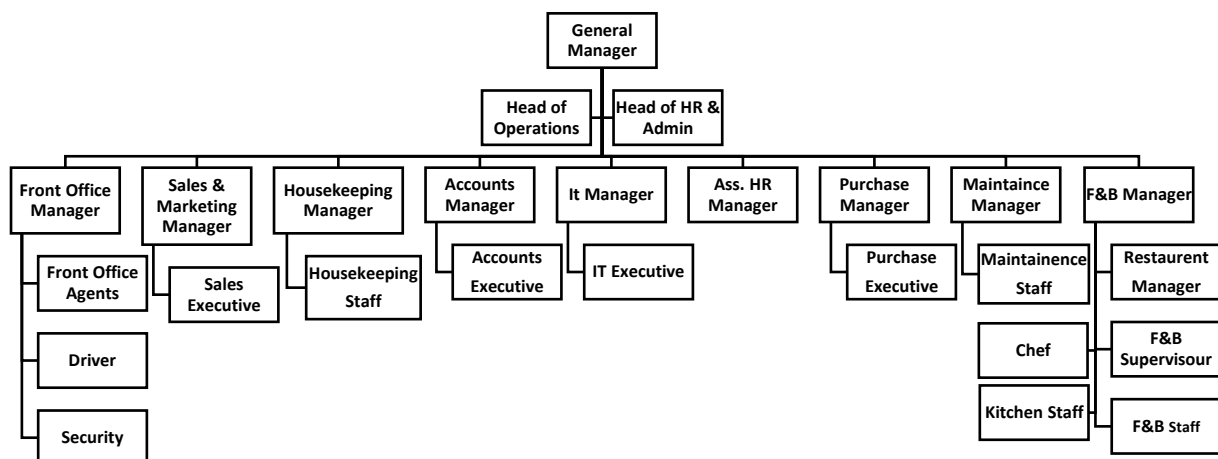 General
Manager
Head of
Operations
Head of HR &
Admin
Front Office
Manager
Sales &
Marketing
Manager
Housekeeping
Manager
Accounts
Manager
It Manager
Ass. HR
Manager
Purchase
Manager
Maintaince
Manager
F&B Manager
Front Office
Agents
Driver
Security
Sales
Executive
Housekeeping
Staff
Accounts
Executive
IT Executive
Purchase
Executive
Maintainence
Staff
Restaurent
Manager
Chef
F&B
Supervisour
Kitchen Staff
F&B Staff